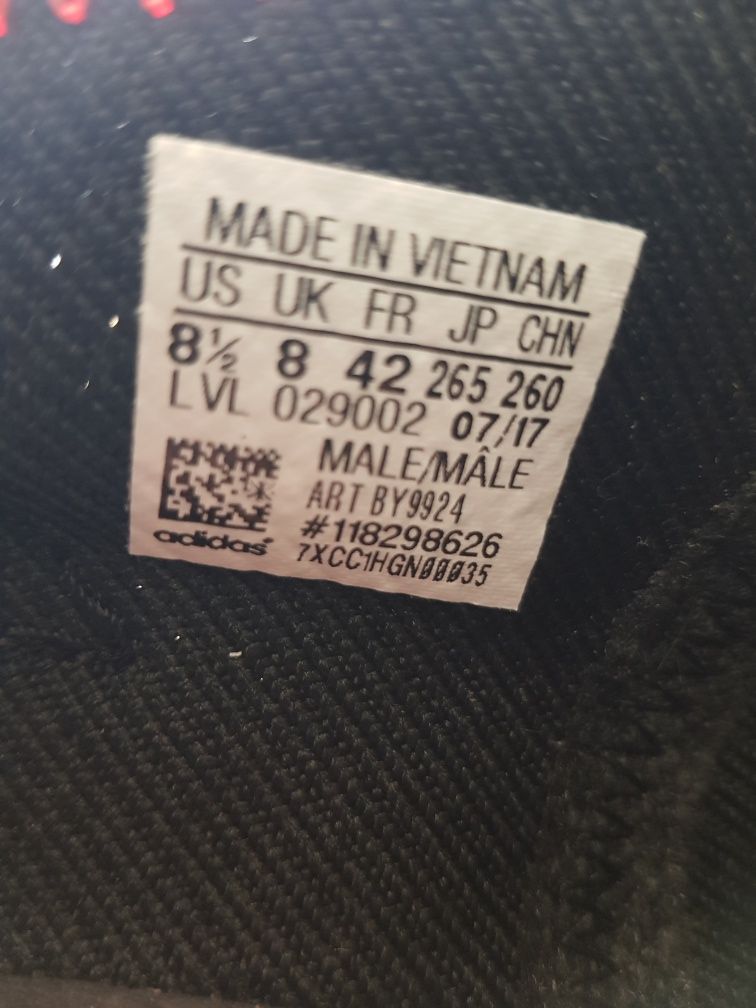 MADE IN VIETNAM
US UK FR JP CHN
8½ 8 42 265 260
LVL 029002 07/17
MALE/MÂLE
ART BY9924
#118298626
7XCC1HGN00035
adidas